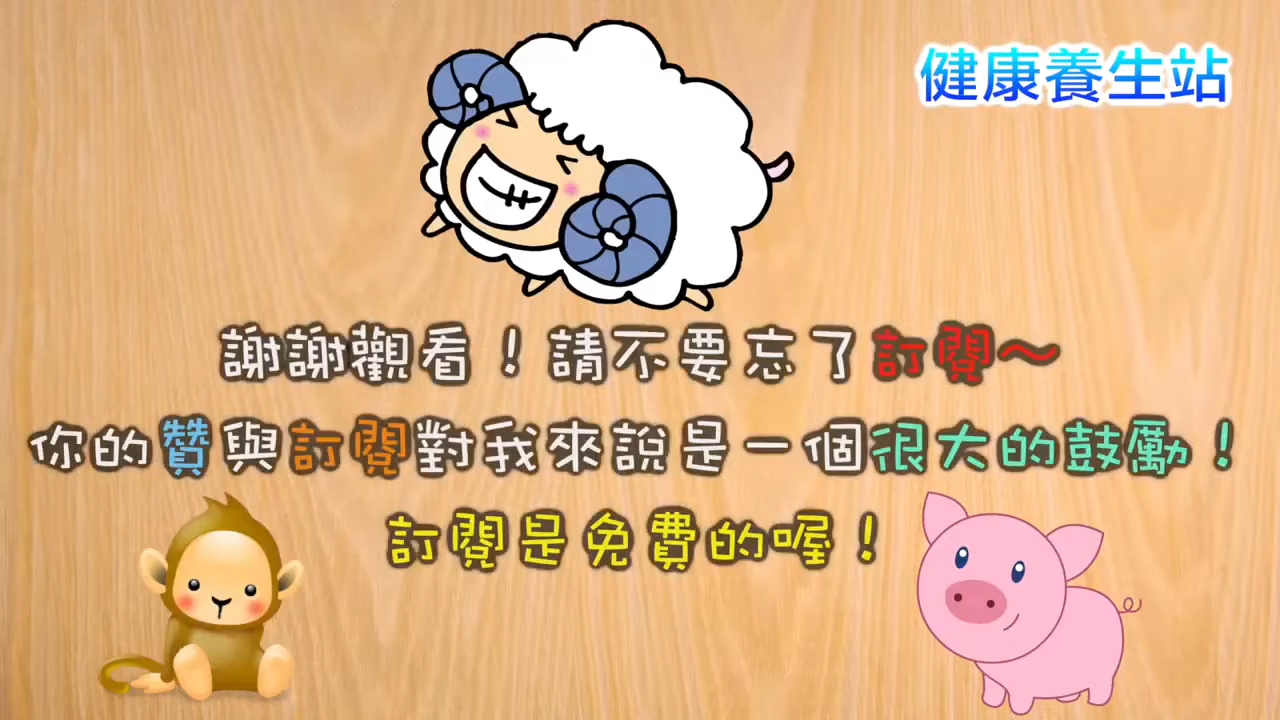 健康養生站
謝謝觀看！請不要忘了訂閱～
你的贊與訂閱對我來說是一個很大的鼓勵！
訂閱是免費的喔！